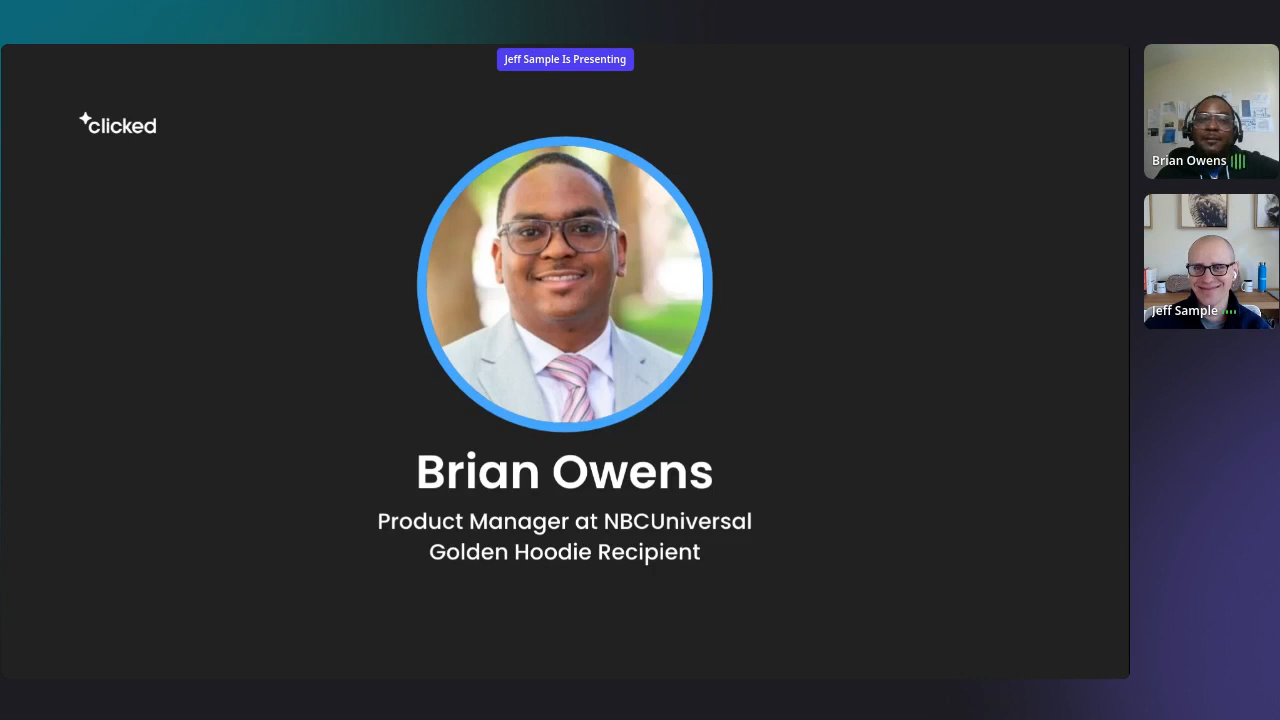 Jeff Sample Is Presenting
clicked
Brian Owens
Product Manager at NBCUniversal
Golden Hoodie Recipient
Brian Owens
Jeff Sample